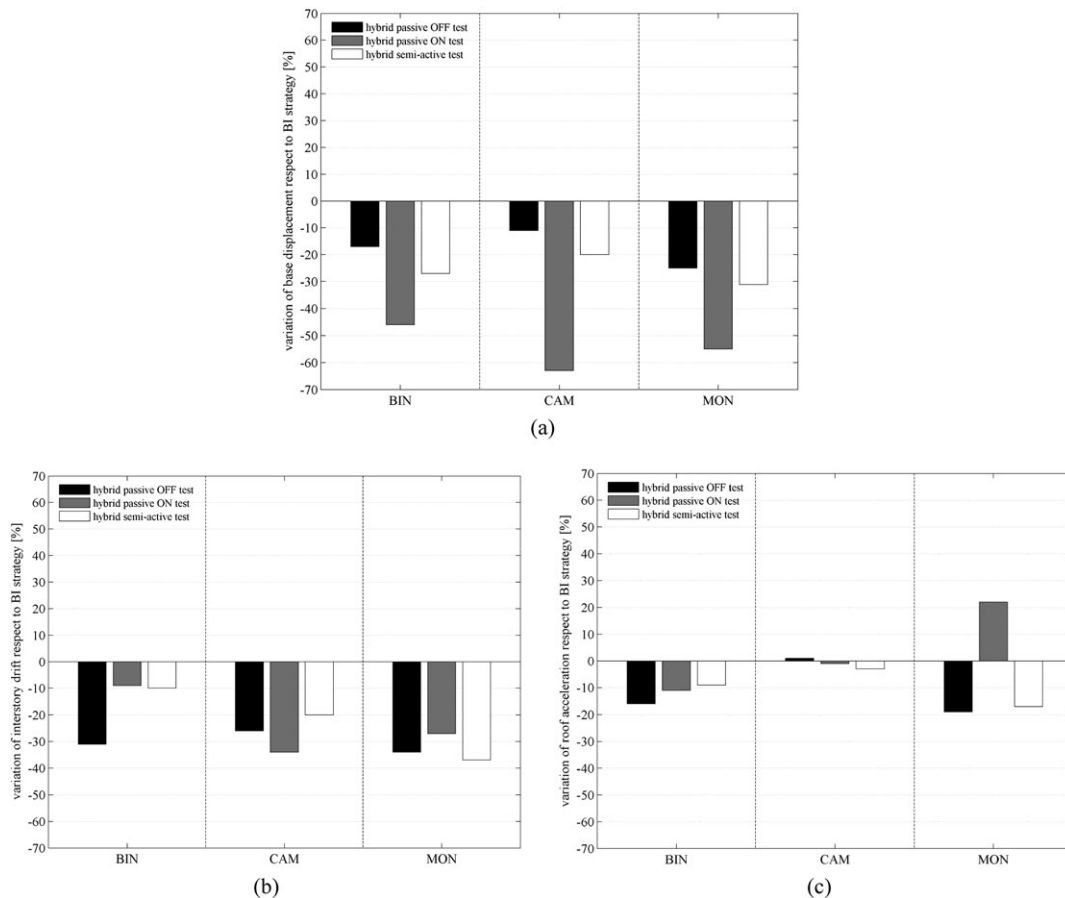 variation of base displacement respect to BI strategy [%]
70
60
50
40
30
20
10
0
-10
-20
-30
-40
-50
-60
-70
hybrid passive OFF test
hybrid passive ON test
hybrid semi-active test
BIN CAM MON
(a)
variation of interstory drift respect to BI strategy [%]
70
60
50
40
30
20
10
0
-10
-20
-30
-40
-50
-60
-70
hybrid passive OFF test
hybrid passive ON test
hybrid semi-active test
BIN CAM MON
(b)
variation of roof acceleration respect to BI strategy [%]
70
60
50
40
30
20
10
0
-10
-20
-30
-40
-50
-60
-70
hybrid passive OFF test
hybrid passive ON test
hybrid semi-active test
BIN CAM MON
(c)